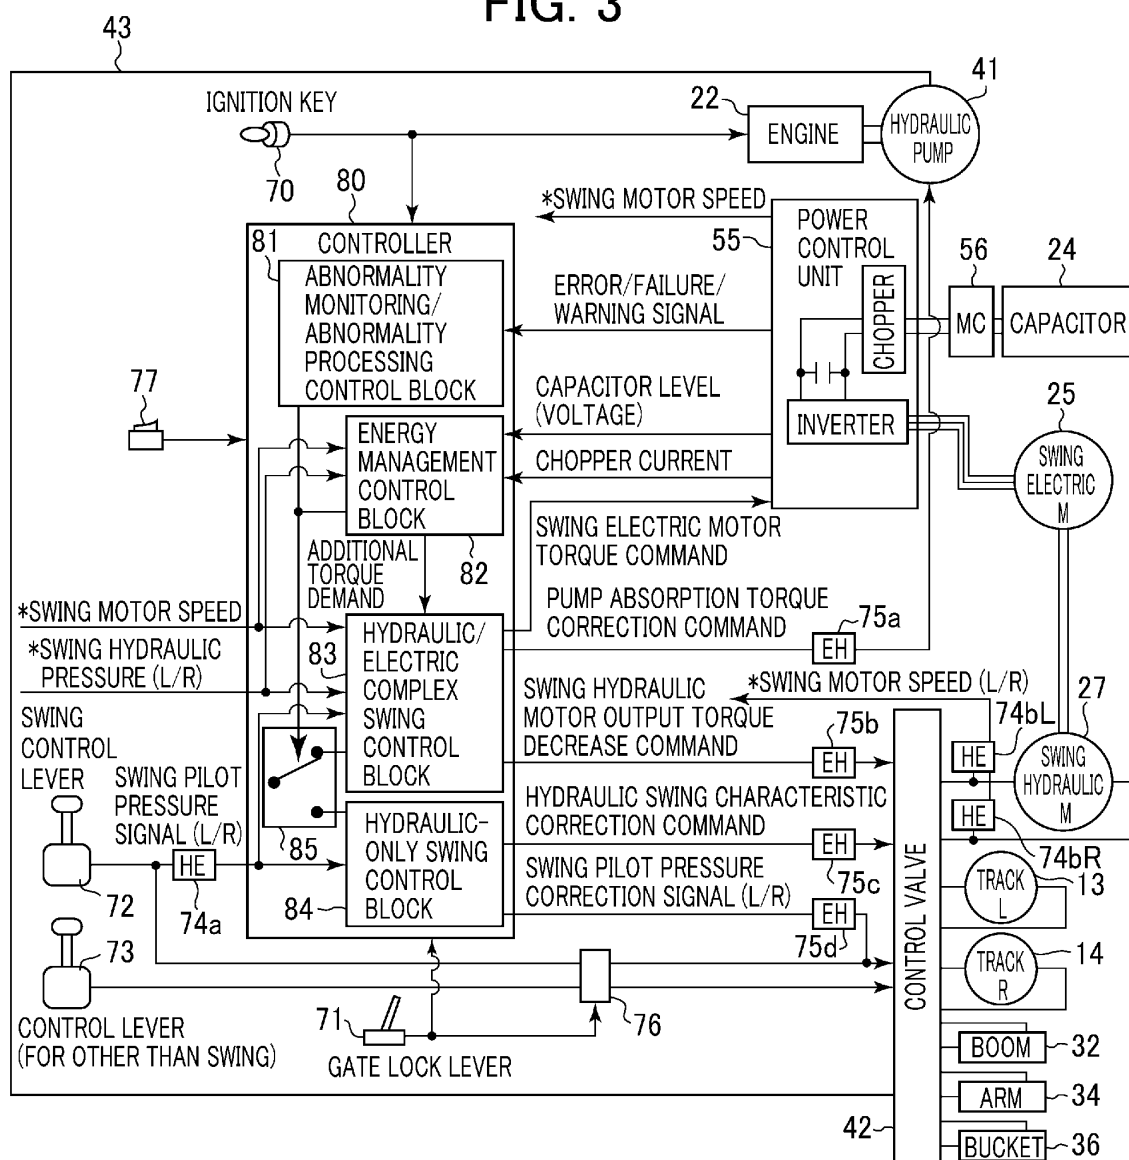 FIG. 3
43
IGNITION KEY
70
22
ENGINE
41
HYDRAULIC
PUMP
80
CONTROLLER
81
ABNORMALITY
MONITORING/
ABNORMALITY
PROCESSING
CONTROL BLOCK
*SWING MOTOR SPEED
55
POWER
CONTROL
UNIT
CHOPPER
INVERTER
56
MC
24
CAPACITOR
ERROR/FAILURE/
WARNING SIGNAL
77
CAPACITOR LEVEL
(VOLTAGE)
CHOPPER CURRENT
25
SWING
ELECTRIC
M
ENERGY
MANAGEMENT
CONTROL
BLOCK
82
SWING ELECTRIC MOTOR
TORQUE COMMAND
ADDITIONAL
TORQUE
DEMAND
PUMP ABSORPTION TORQUE
CORRECTION COMMAND
75a
EH
*SWING MOTOR SPEED
*SWING HYDRAULIC
PRESSURE (L/R)
83
HYDRAULIC/
ELECTRIC
COMPLEX
SWING
CONTROL
BLOCK
*SWING MOTOR SPEED (L/R)
SWING HYDRAULIC
MOTOR OUTPUT TORQUE
DECREASE COMMAND
75b
EH
74bL
HE
27
SWING
HYDRAULIC
M
SWING
CONTROL
LEVER
SWING PILOT
PRESSURE
SIGNAL (L/R)
72
HE
74a
85
84
HYDRAULIC-
ONLY SWING
CONTROL
BLOCK
HYDRAULIC SWING CHARACTERISTIC
CORRECTION COMMAND
EH
75c
HE
74bR
SWING PILOT PRESSURE
CORRECTION SIGNAL (L/R)
EH
75d
CONTROL VALVE
42
TRACK
L
13
TRACK
R
14
73
CONTROL LEVER
(FOR OTHER THAN SWING)
71
GATE LOCK LEVER
76
BOOM
32
ARM
34
BUCKET
36